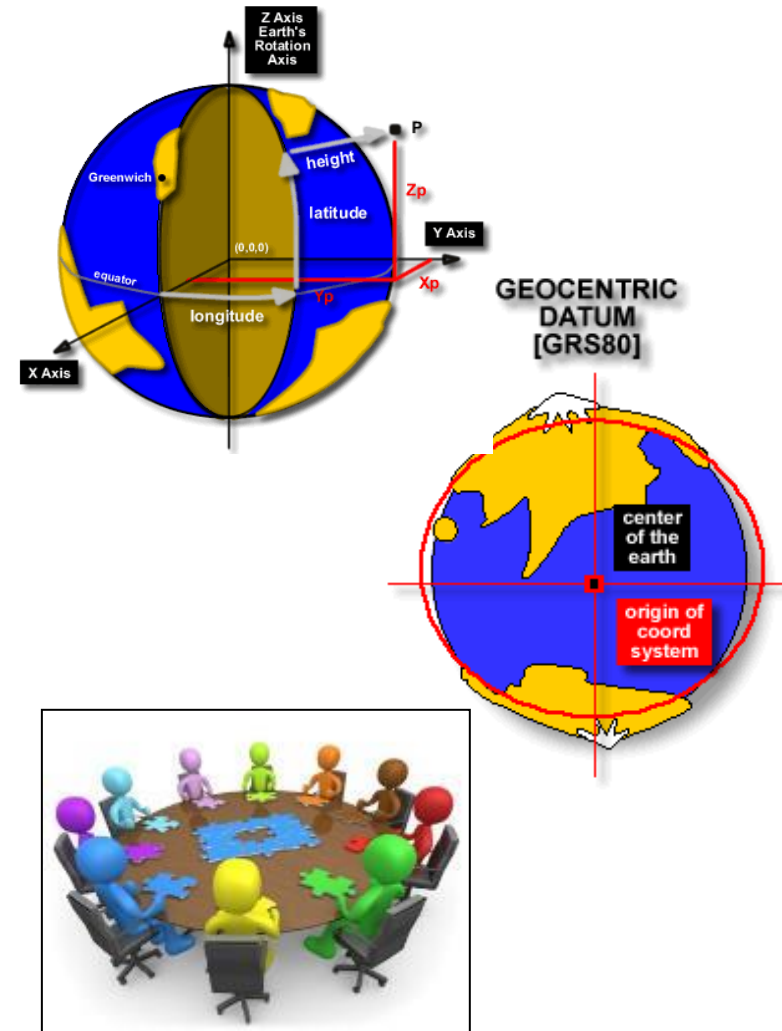 Z Axis
Earth's
Rotation
Axis
P
height
Greenwich
Zp
latitude
Y Axis
(0,0,0)
equator
Yp
Xp
longitude
X Axis
GEOCENTRIC
DATUM
[GRS80]
center
of the
earth
origin of
coord
system